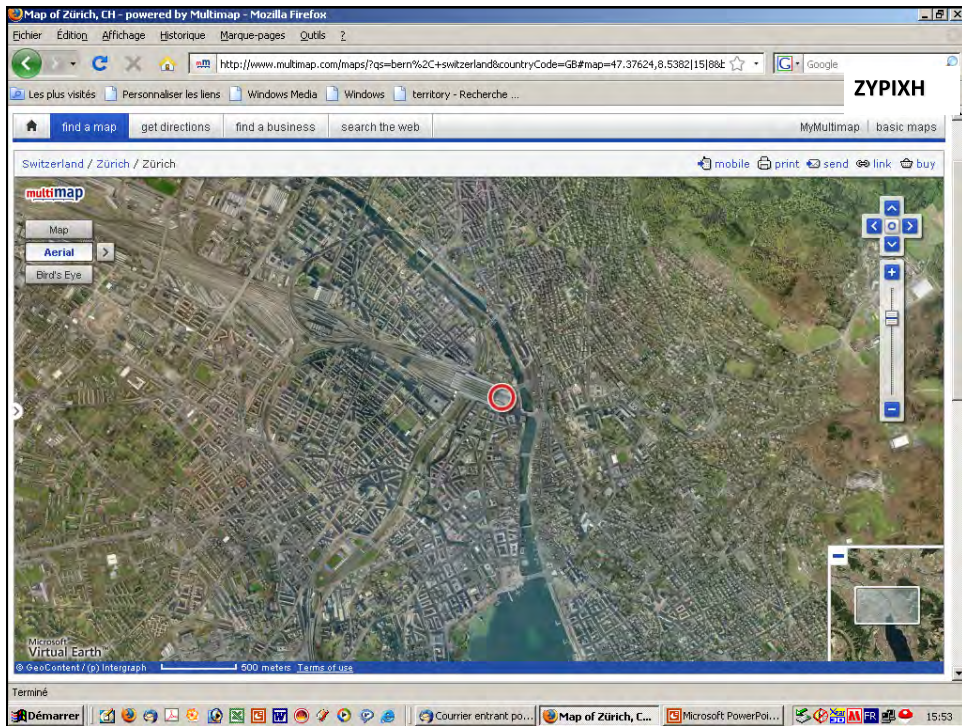 Map of Zürich, CH - powered by Multimap - Mozilla Firefox
Fichier Édition Affichage Historique Marque-pages Outils ?
http://www.multimap.com/maps/?qs=bern%2C+switzerland&countryCode=GB#map=47.37624,8.5382|15|8&b
G Google
ΖΥΡΙΧΗ
Les plus visités Personnaliser les liens Windows Media Windows territory - Recherche ...
find a map get directions find a business search the web MyMultimap basic maps
Switzerland / Zürich / Zürich mobile print send link buy
multimap
Map
Aerial
Bird's Eye
Microsoft
Virtual Earth
© GeoContent / (p) Intergraph 500 meters Terms of use
Terminé
Démarrer Courrier entrant po... Map of Zürich, C... Microsoft PowerPoi... FR 15:53